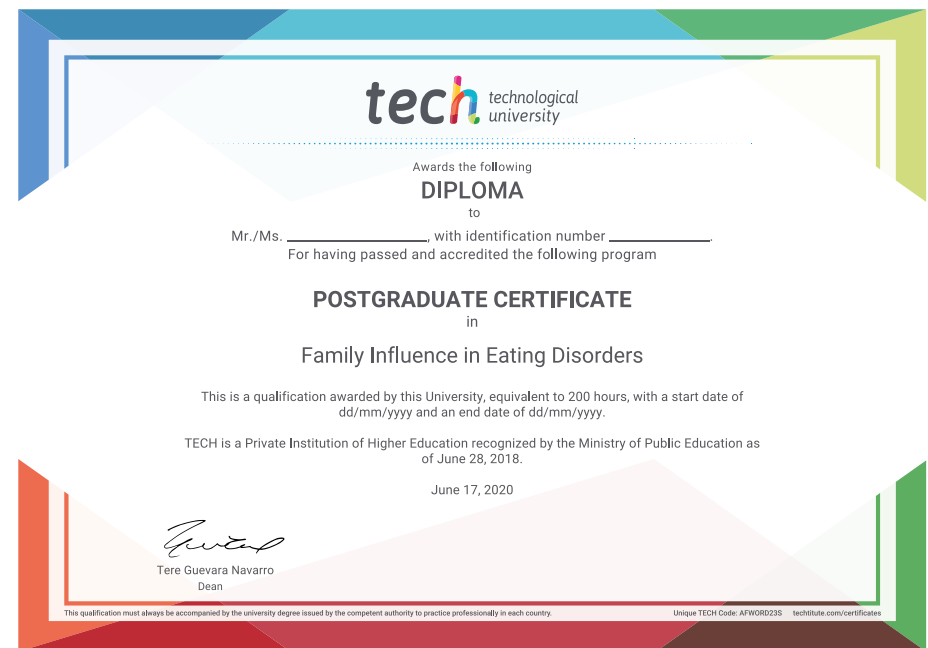 tech technological
university
Awards the following
DIPLOMA
to
Mr./Ms. ____________________, with identification number ______________.
For having passed and accredited the following program
POSTGRADUATE CERTIFICATE
in
Family Influence in Eating Disorders
This is a qualification awarded by this University, equivalent to 200 hours, with a start date of
dd/mm/yyyy and an end date of dd/mm/yyyy.
TECH is a Private Institution of Higher Education recognized by the Ministry of Public Education as
of June 28, 2018.
June 17, 2020
Tere Guevara Navarro
Dean
This qualification must always be accompanied by the university degree issued by the competent authority to practice professionally in each country. Unique TECH Code: AFWORD23S techtitute.com/certificates